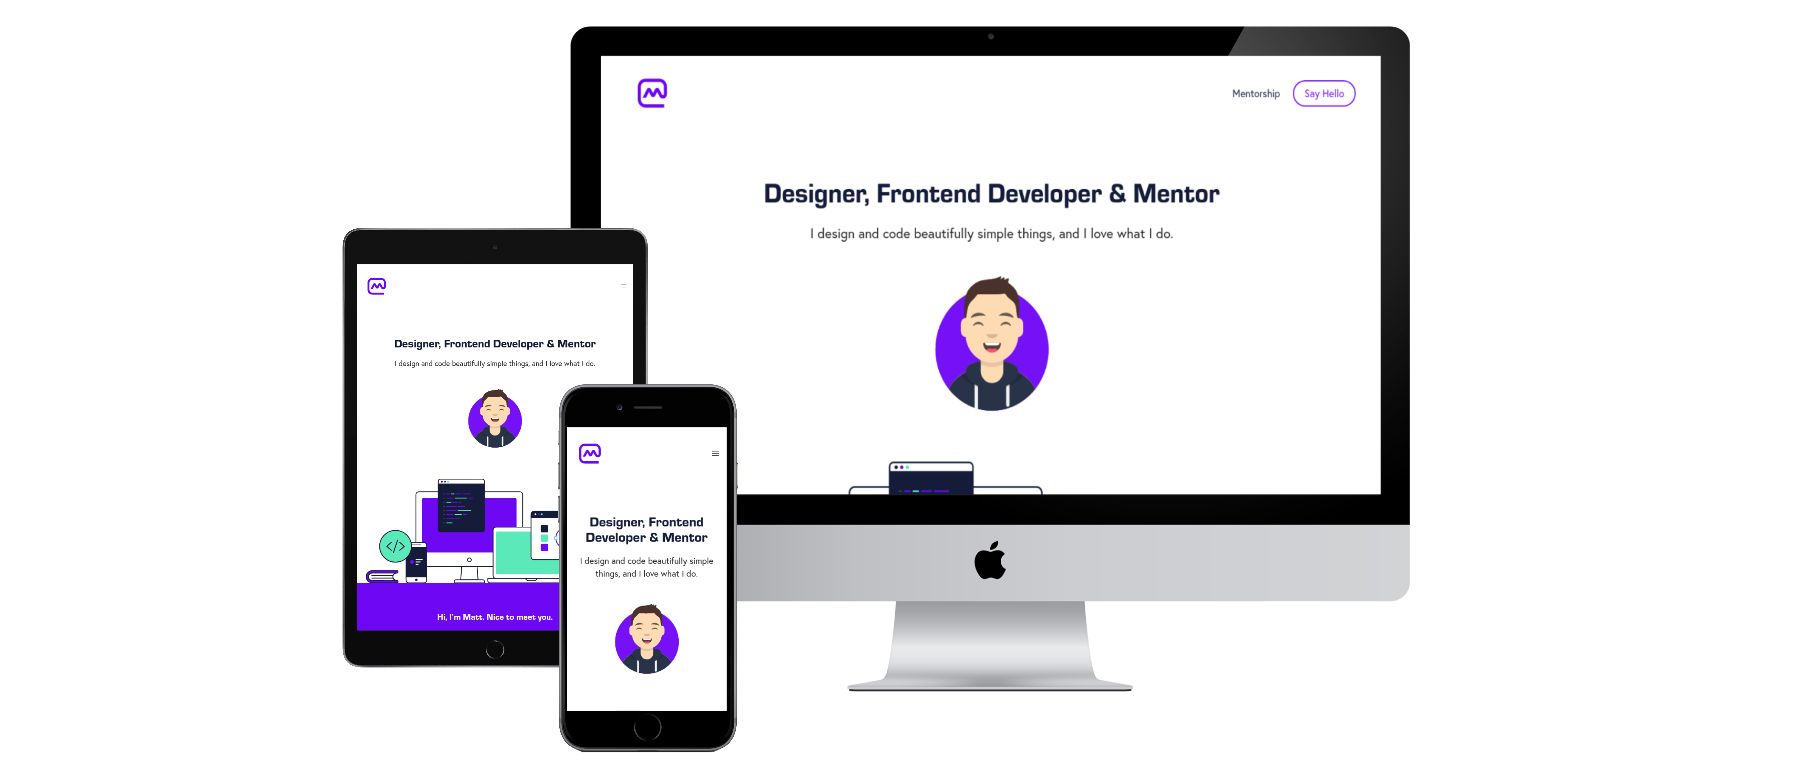 Mentorship
Say Hello
Designer, Frontend Developer & Mentor
I design and code beautifully simple things, and I love what I do.
Designer, Frontend Developer & Mentor
I design and code beautifully simple things, and I love what I do.
</>
Hi, I'm Matt. Nice to meet you.
Designer, Frontend
Developer & Mentor
I design and code beautifully simple
things, and I love what I do.